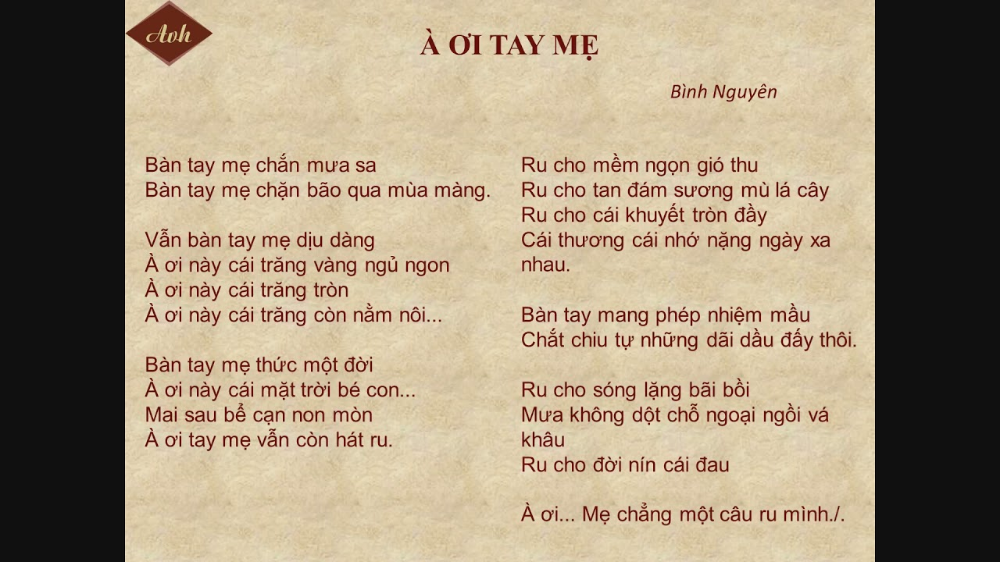 Avh
À ƠI TAY MẸ
Bình Nguyên
Bàn tay mẹ chắn mưa sa
Bàn tay mẹ chặn bão qua mùa màng.
Vẫn bàn tay mẹ dịu dàng
À ơi này cái trăng vàng ngủ ngon
À ơi này cái trăng tròn
À ơi này cái trăng còn nằm nôi...
Bàn tay mẹ thức một đời
À ơi này cái mặt trời bé con...
Mai sau bể cạn non mòn
À ơi tay mẹ vẫn còn hát ru.
Ru cho mềm ngọn gió thu
Ru cho tan đám sương mù lá cây
Ru cho cái khuyết tròn đầy
Cái thương cái nhớ nặng ngày xa
nhau.
Bàn tay mang phép nhiệm mầu
Chắt chiu tự những dãi dầu đấy thôi.
Ru cho sóng lặng bãi bồi
Mưa không dột chỗ ngoại ngồi vá
khâu
Ru cho đời nín cái đau
À ơi... Mẹ chẳng một câu ru mình./.